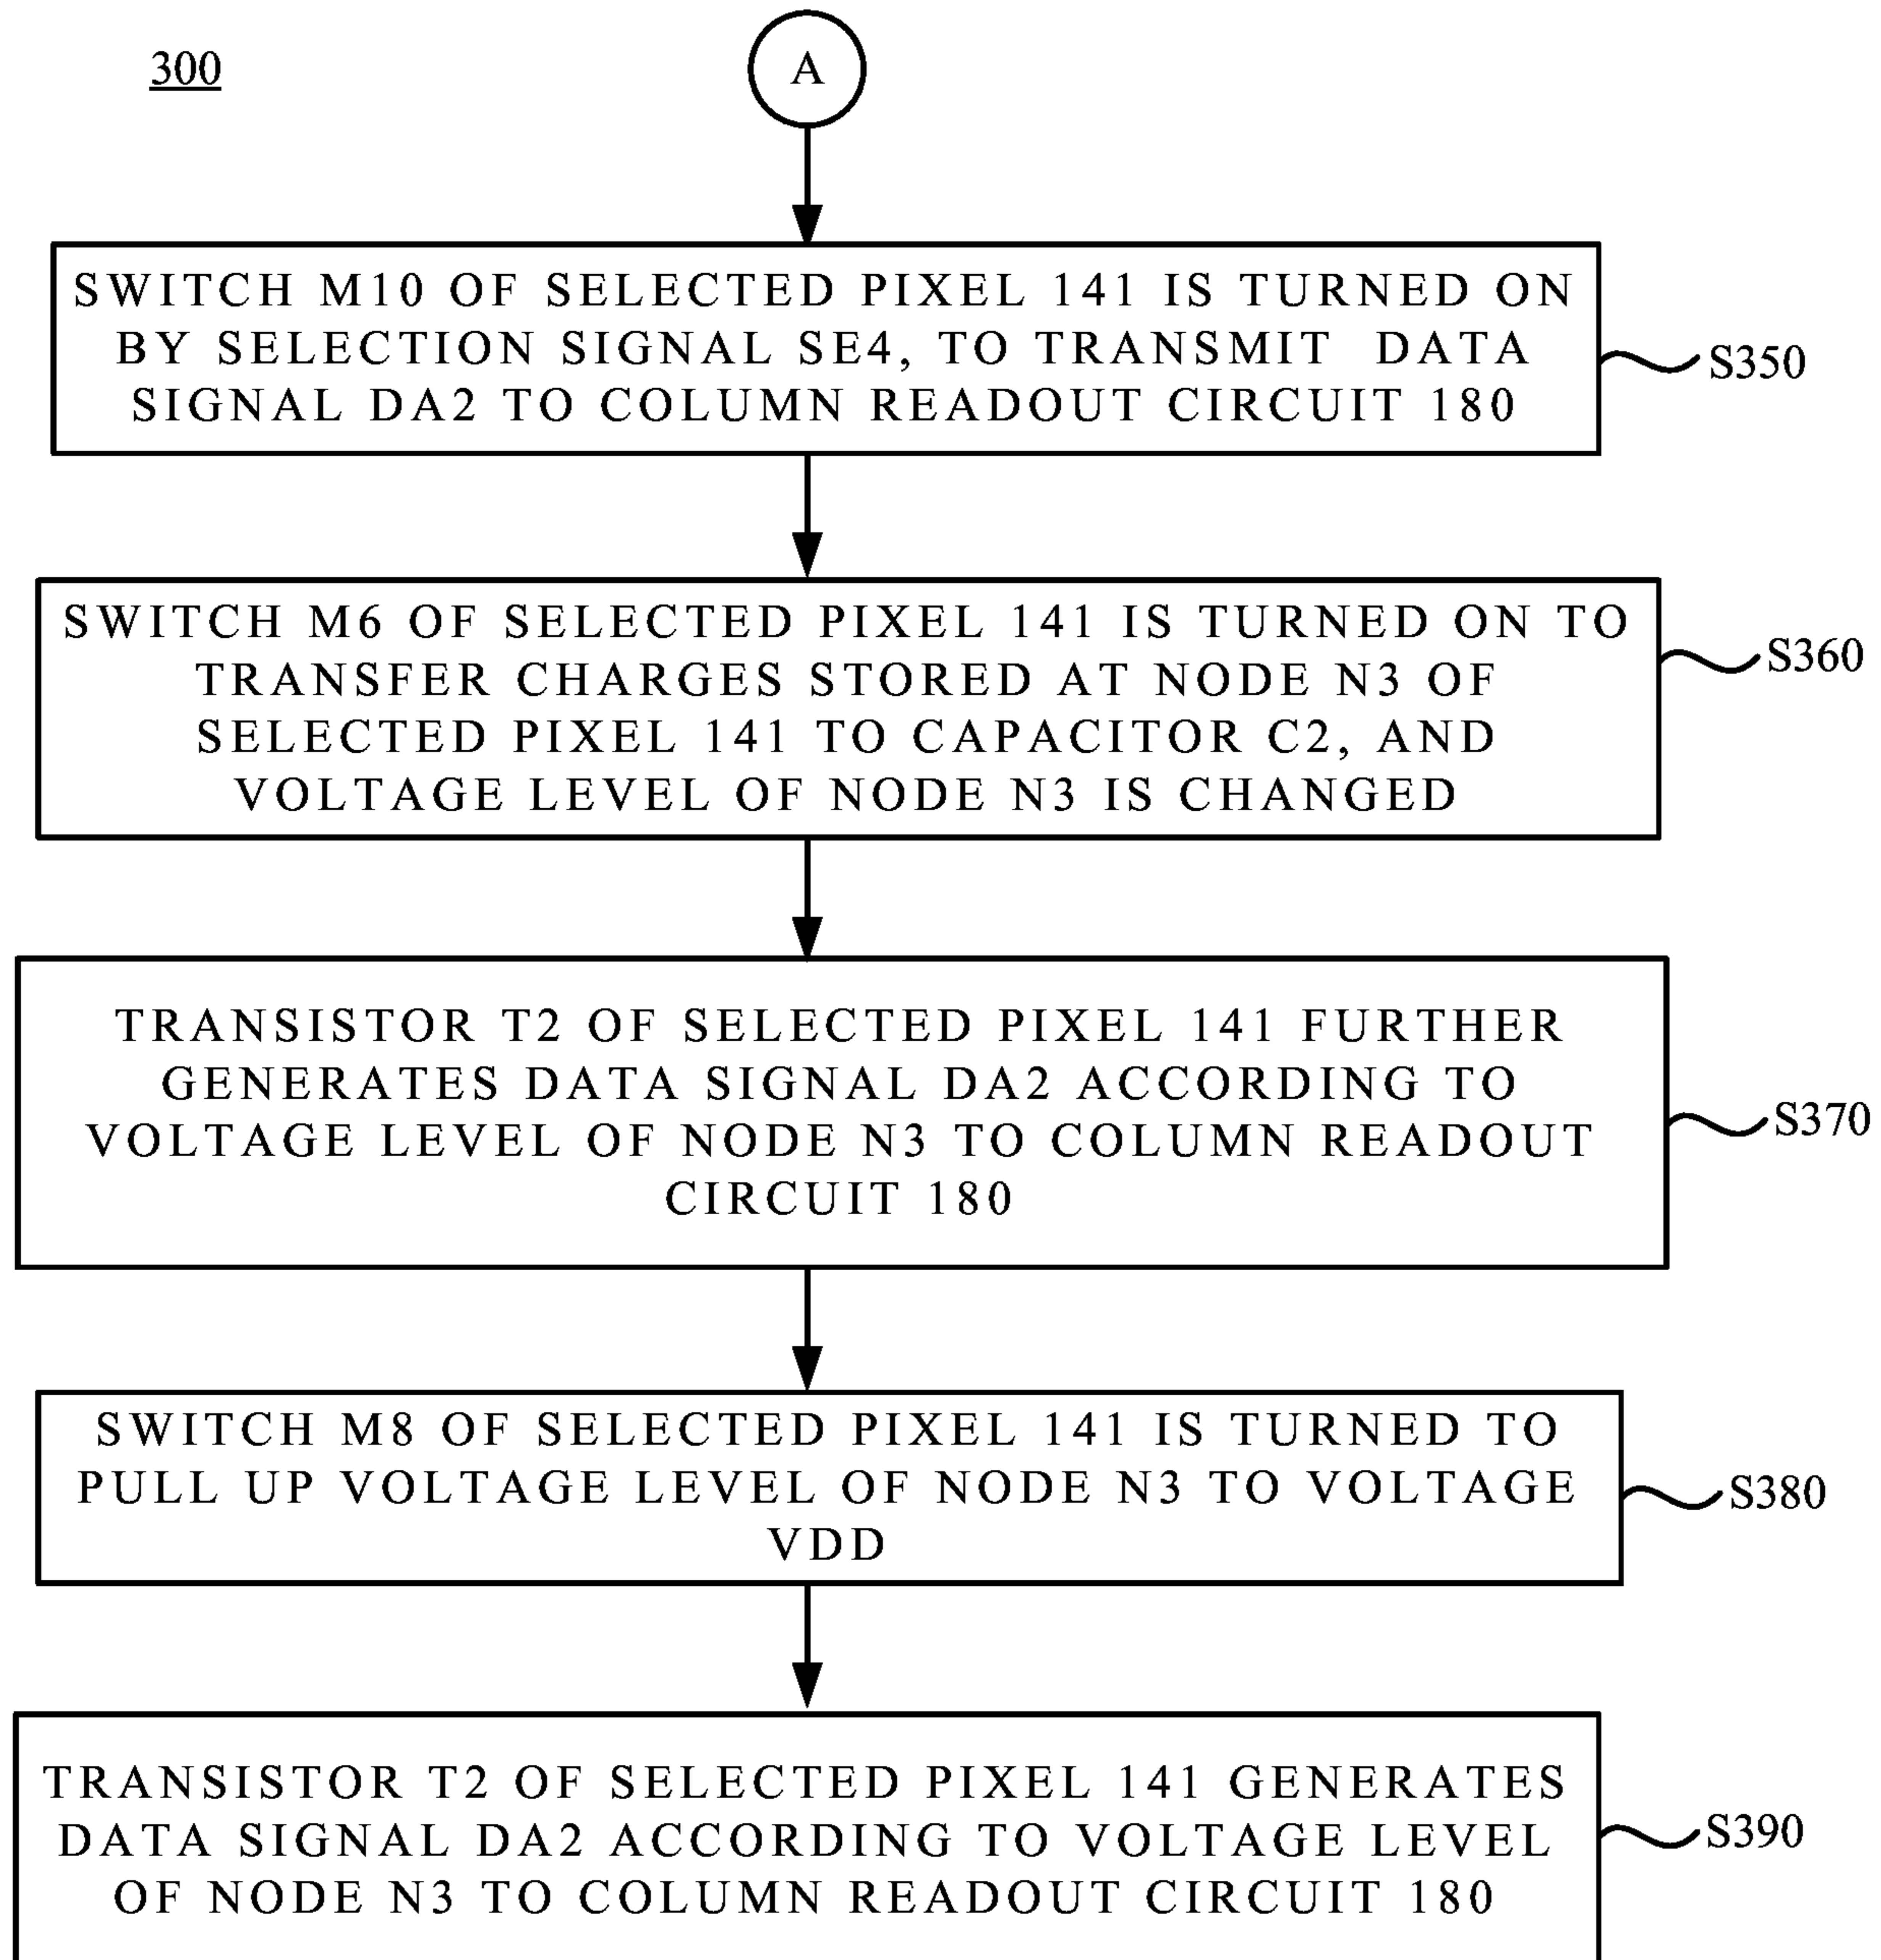 300
A
SWITCH M10 OF SELECTED PIXEL 141 IS TURNED ON
BY SELECTION SIGNAL SE4, TO TRANSMIT DATA
SIGNAL DA2 TO COLUMN READOUT CIRCUIT 180
S350
SWITCH M6 OF SELECTED PIXEL 141 IS TURNED ON TO
TRANSFER CHARGES STORED AT NODE N3 OF
SELECTED PIXEL 141 TO CAPACITOR C2, AND
VOLTAGE LEVEL OF NODE N3 IS CHANGED
S360
TRANSISTOR T2 OF SELECTED PIXEL 141 FURTHER
GENERATES DATA SIGNAL DA2 ACCORDING TO
VOLTAGE LEVEL OF NODE N3 TO COLUMN READOUT
CIRCUIT 180
S370
SWITCH M8 OF SELECTED PIXEL 141 IS TURNED TO
PULL UP VOLTAGE LEVEL OF NODE N3 TO VOLTAGE
VDD
S380
TRANSISTOR T2 OF SELECTED PIXEL 141 GENERATES
DATA SIGNAL DA2 ACCORDING TO VOLTAGE LEVEL
OF NODE N3 TO COLUMN READOUT CIRCUIT 180
S390